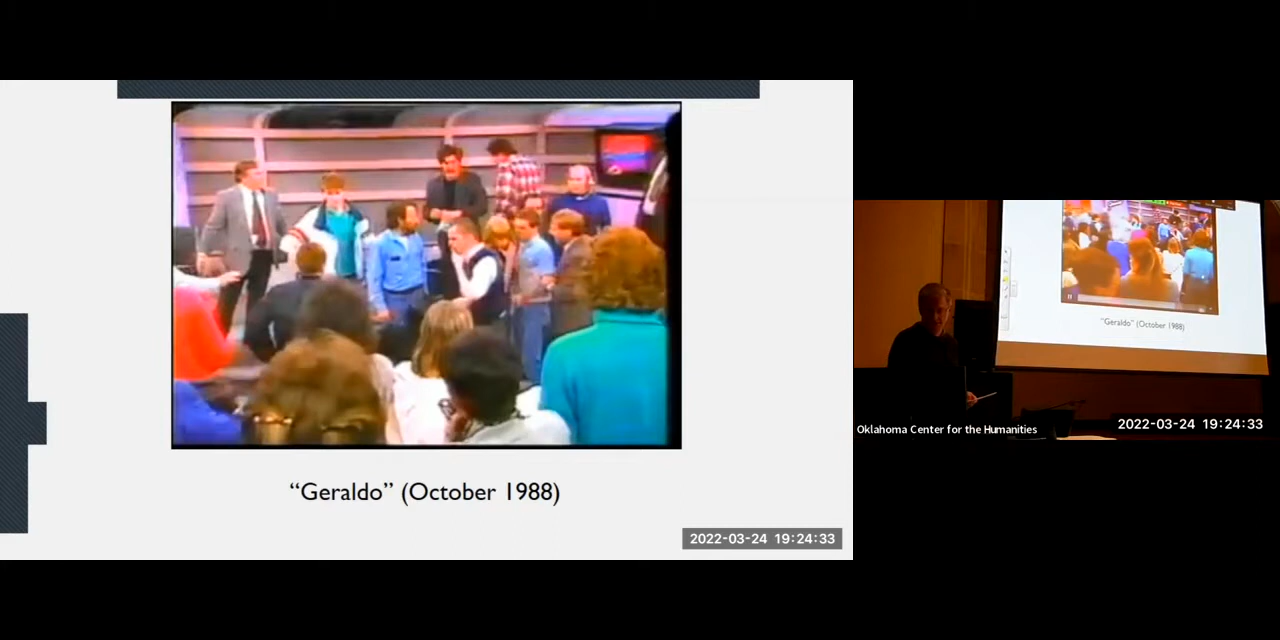 “Geraldo” (October 1988)
2022-03-24 19:24:33
“Geraldo” (October 1988)
Oklahoma Center for the Humanities
2022-03-24 19:24:33